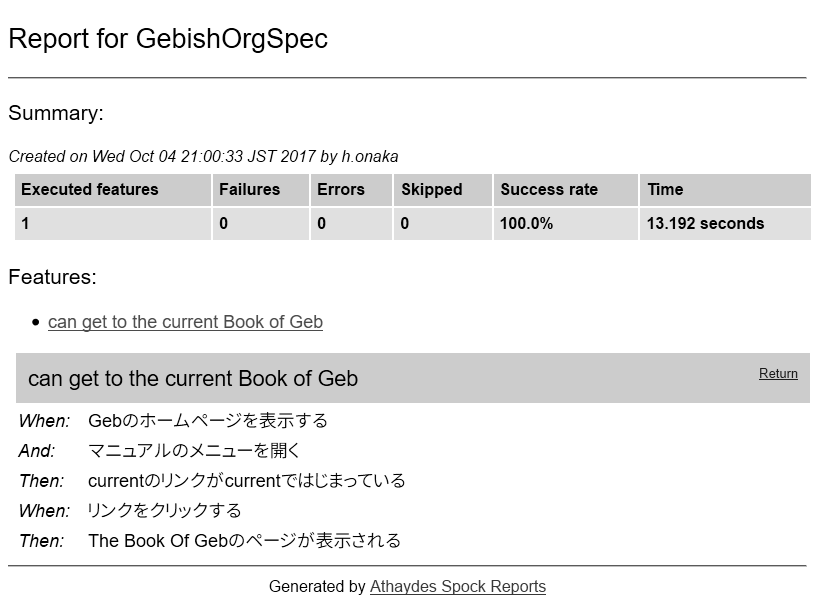 Report for GebishOrgSpec
Summary:
Created on Wed Oct 04 21:00:33 JST 2017 by h.onaka
Executed features Failures Errors Skipped Success rate Time
1 0 0 0 100.0% 13.192 seconds
Features:
• can get to the current Book of Geb
can get to the current Book of Geb Return
When: Gebのホームページを表示する
And: マニュアルのメニューを開く
Then: currentのリンクがcurrentではじまっている
When: リンクをクリックする
Then: The Book Of Gebのページが表示される
Generated by Athaydes Spock Reports